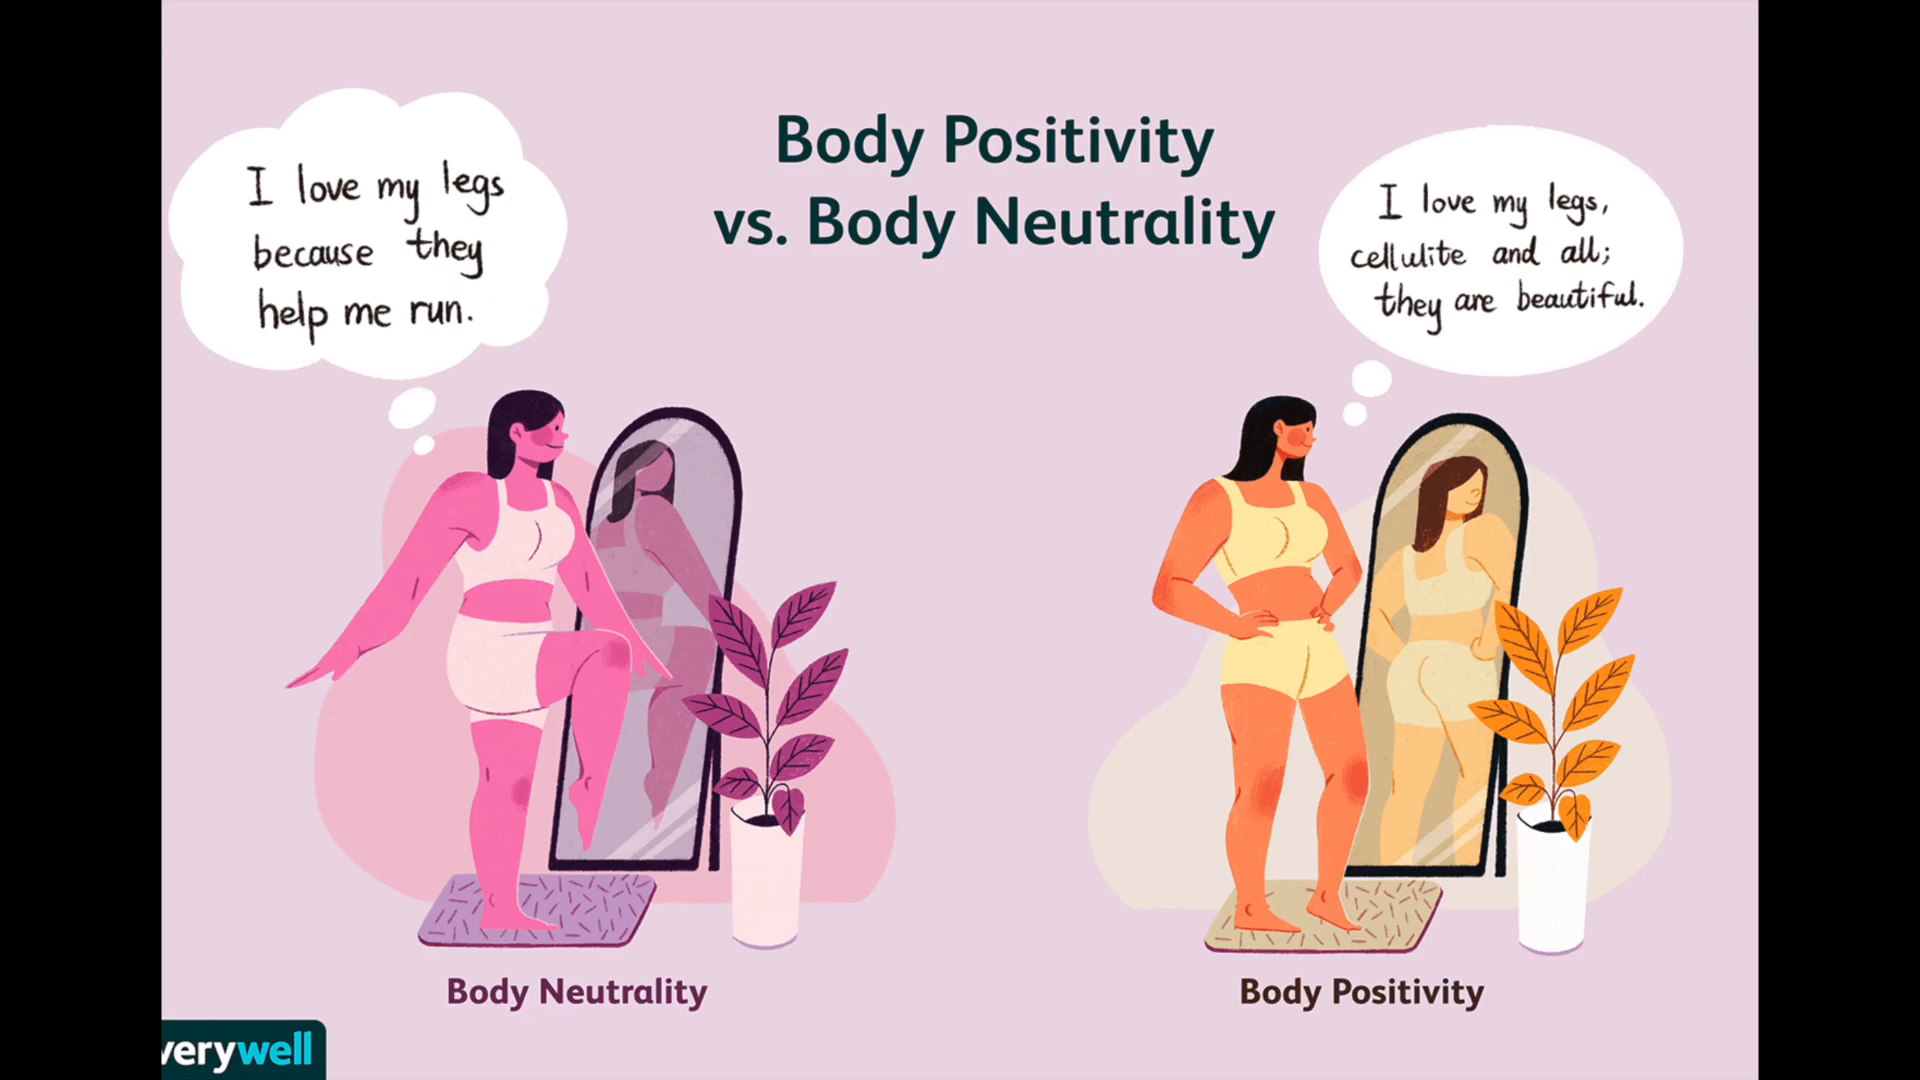 Body Positivity
vs. Body Neutrality
I love my legs
because they
help me run.
I love my legs,
cellulite and all;
they are beautiful.
Body Neutrality
Body Positivity
verywell